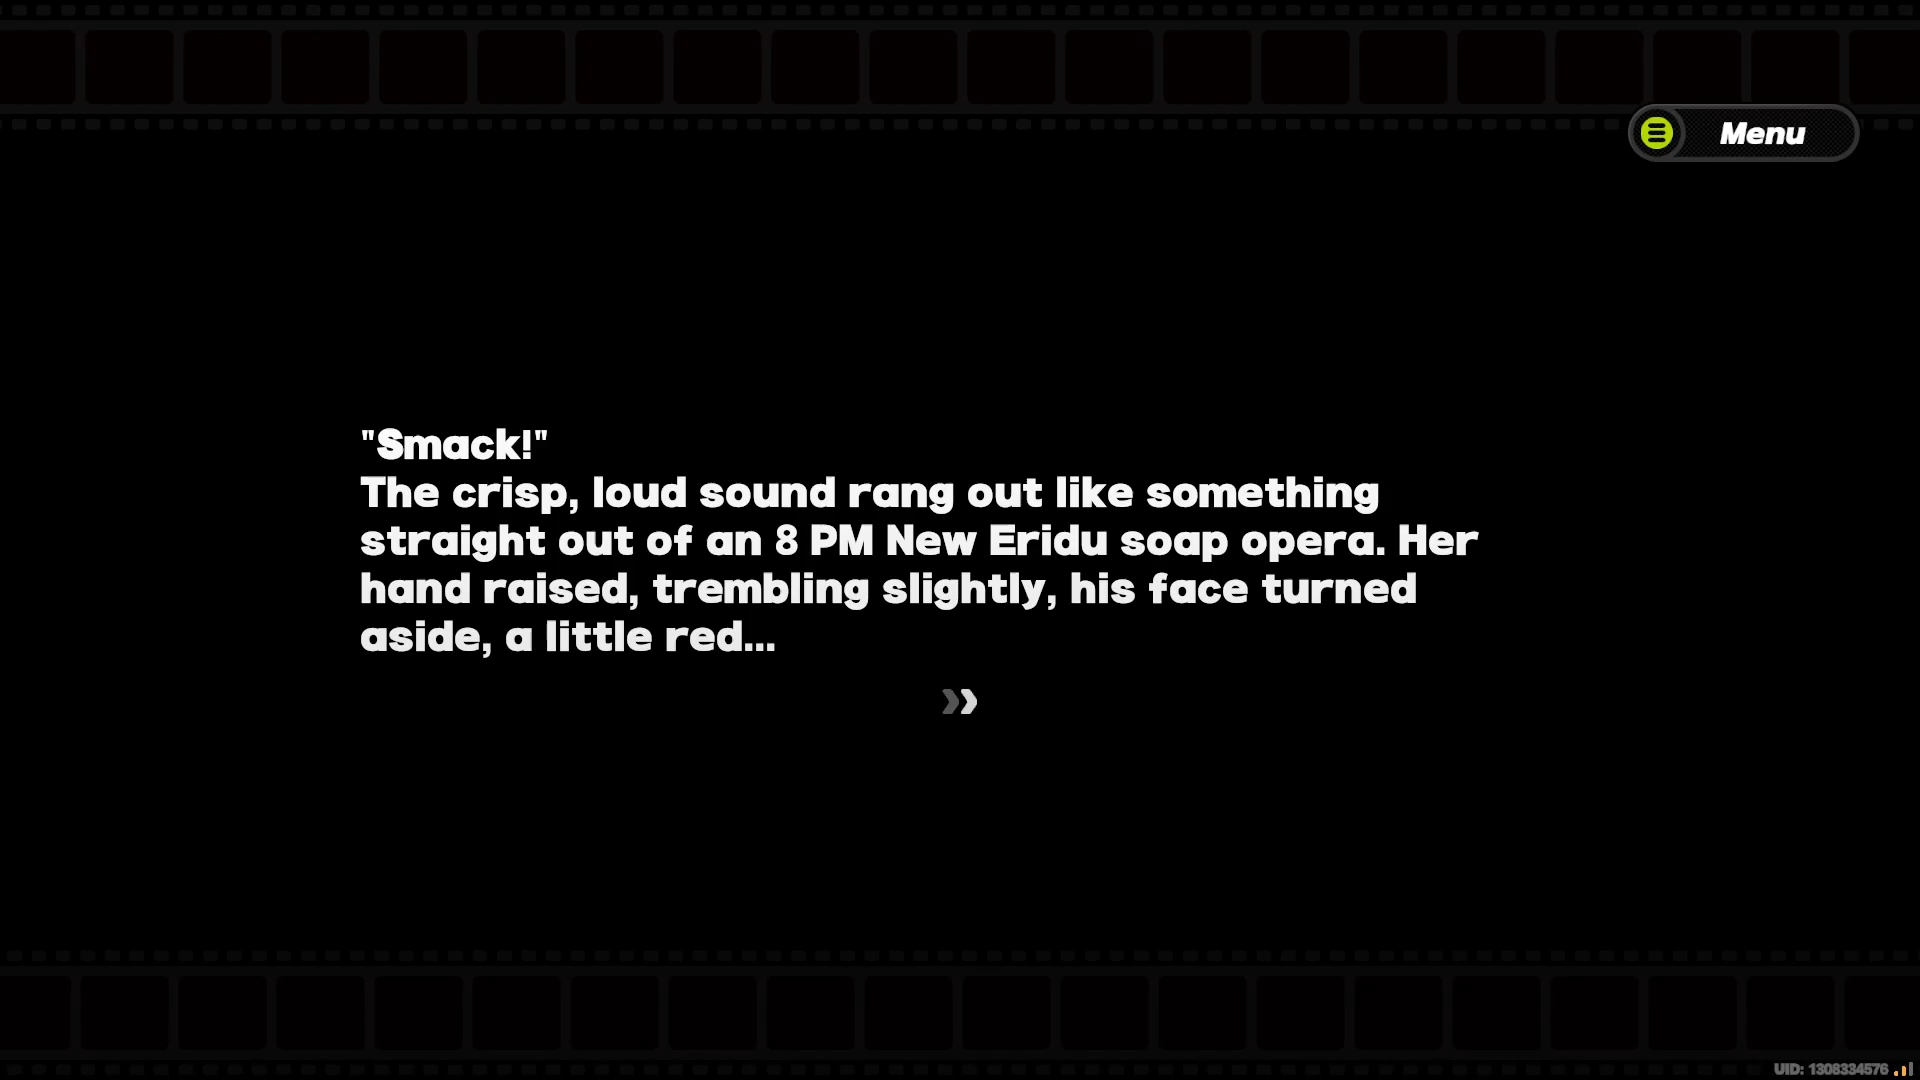 Menu
"Smack!"
The crisp, loud sound rang out like something
straight out of an 8 PM New Eridu soap opera. Her
hand raised, trembling slightly, his face turned
aside, a little red...
UID: 1308334576